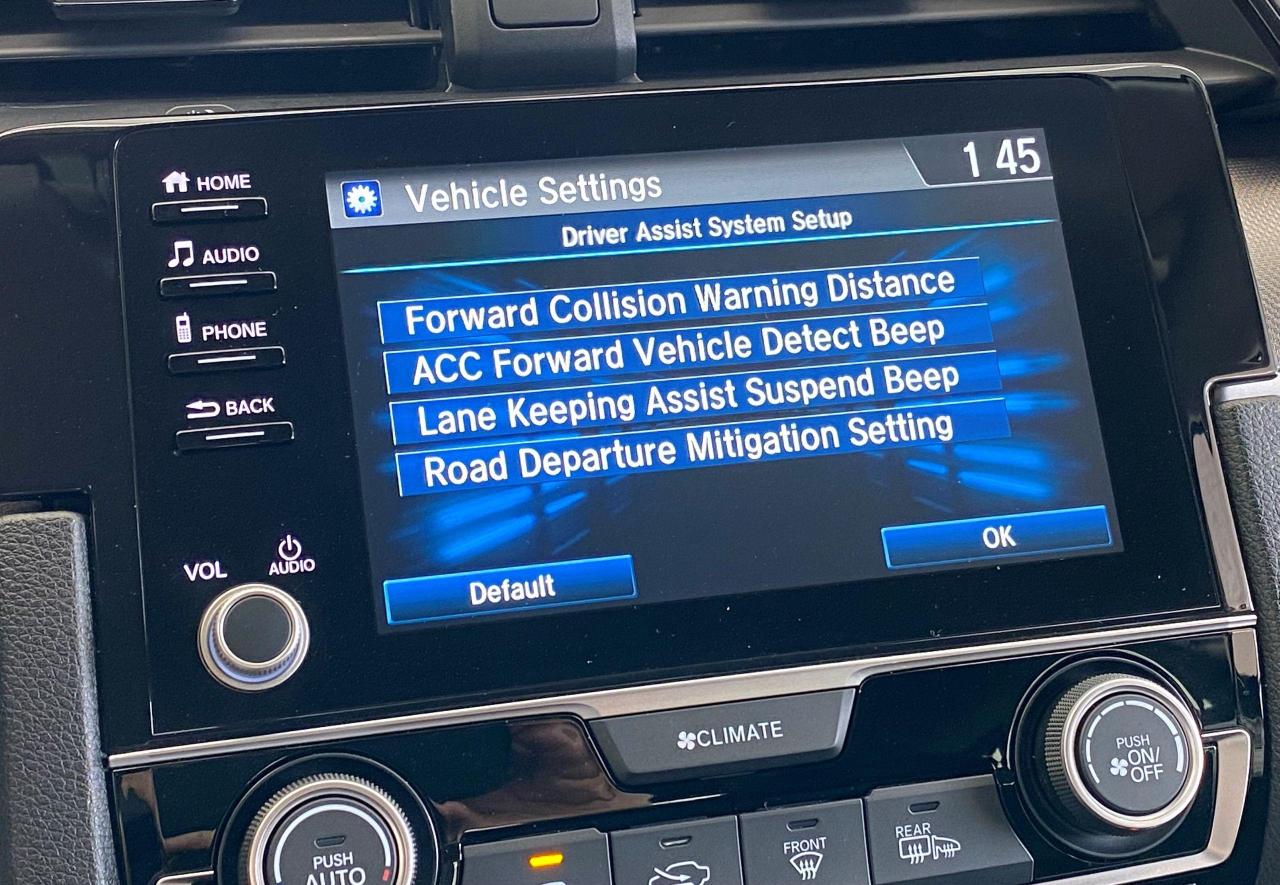 HOME
AUDIO
PHONE
BACK
VOL
AUDIO
Vehicle Settings
1 45
Driver Assist System Setup
Forward Collision Warning Distance
ACC Forward Vehicle Detect Beep
Lane Keeping Assist Suspend Beep
Road Departure Mitigation Setting
Default
OK
CLIMATE
PUSH
AUTO
FRONT
REAR
PUSH
ON/
OFF